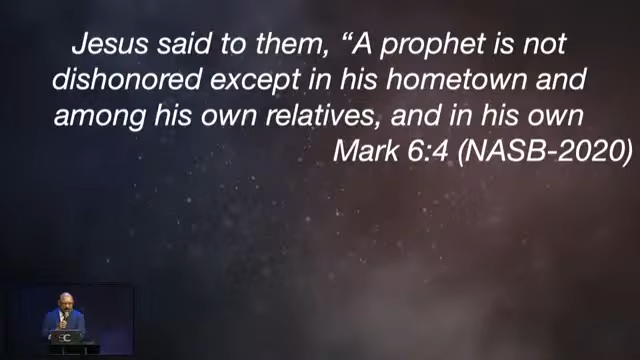 Jesus said to them, “A prophet is not
dishonored except in his hometown and
among his own relatives, and in his own
Mark 6:4 (NASB-2020)